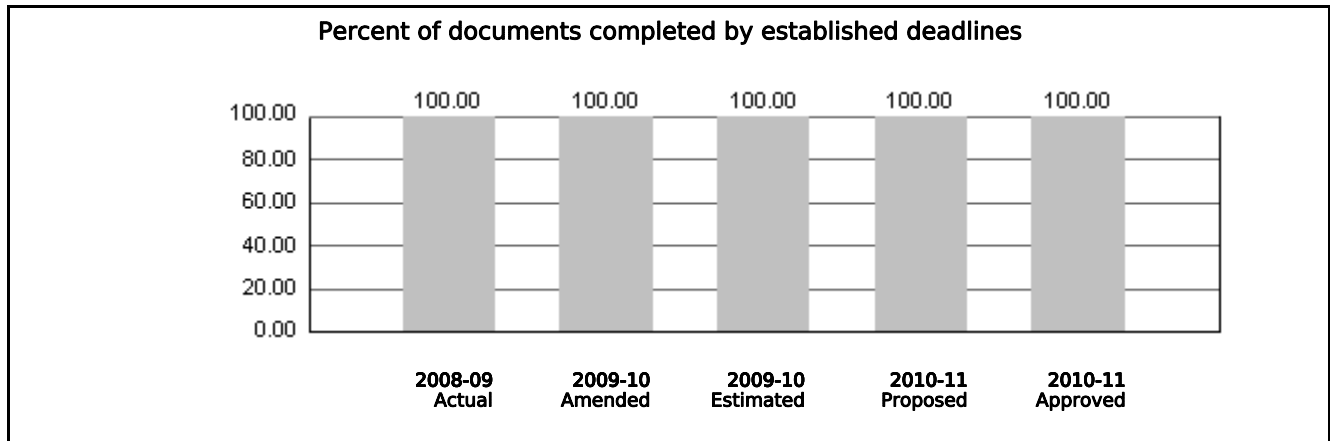 Percent of documents completed by established deadlines
100.00 100.00 100.00 100.00 100.00
100.00
80.00
60.00
40.00
20.00
0.00
2008-09 2009-10 2009-10 2010-11 2010-11
Actual Amended Estimated Proposed Approved